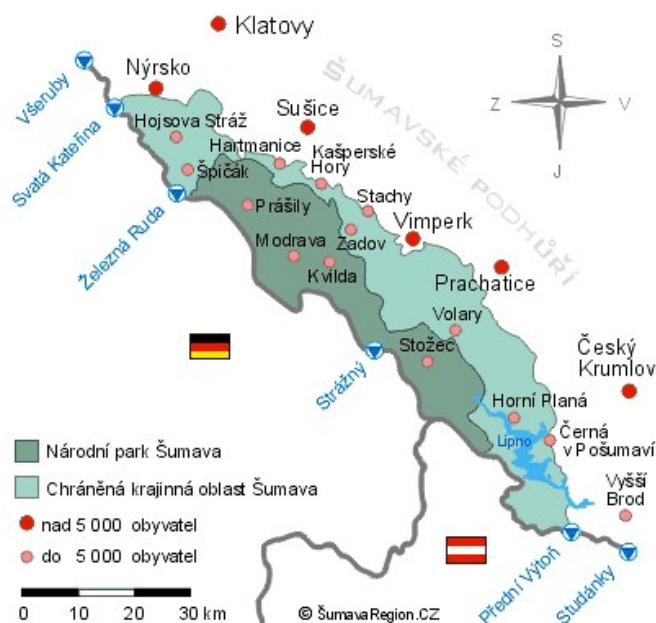 Klatovy
S
Z
V
J
ŠUMAVSKÉ PODHŮŘÍ
Všeruby
Nýrsko
Svatá Kateřina
Hojsova Stráž
Sušice
Hartmanice
Kašperské
Hory
Špičák
Stachy
Železná Ruda
Prášily
Vimperk
Zadov
Modrava
Kvilda
Prachatice
Volary
Strážný
Stožec
Český
Krumlov
Horní Planá
Lipno
Černá
v Pošumaví
Vyšší
Brod
Přední Výtoň
Studánky
Národní park Šumava
Chráněná krajinná oblast Šumava
nad 5 000 obyvatel
do 5 000 obyvatel
0 10 20 30 km
© ŠumavaRegion.CZ